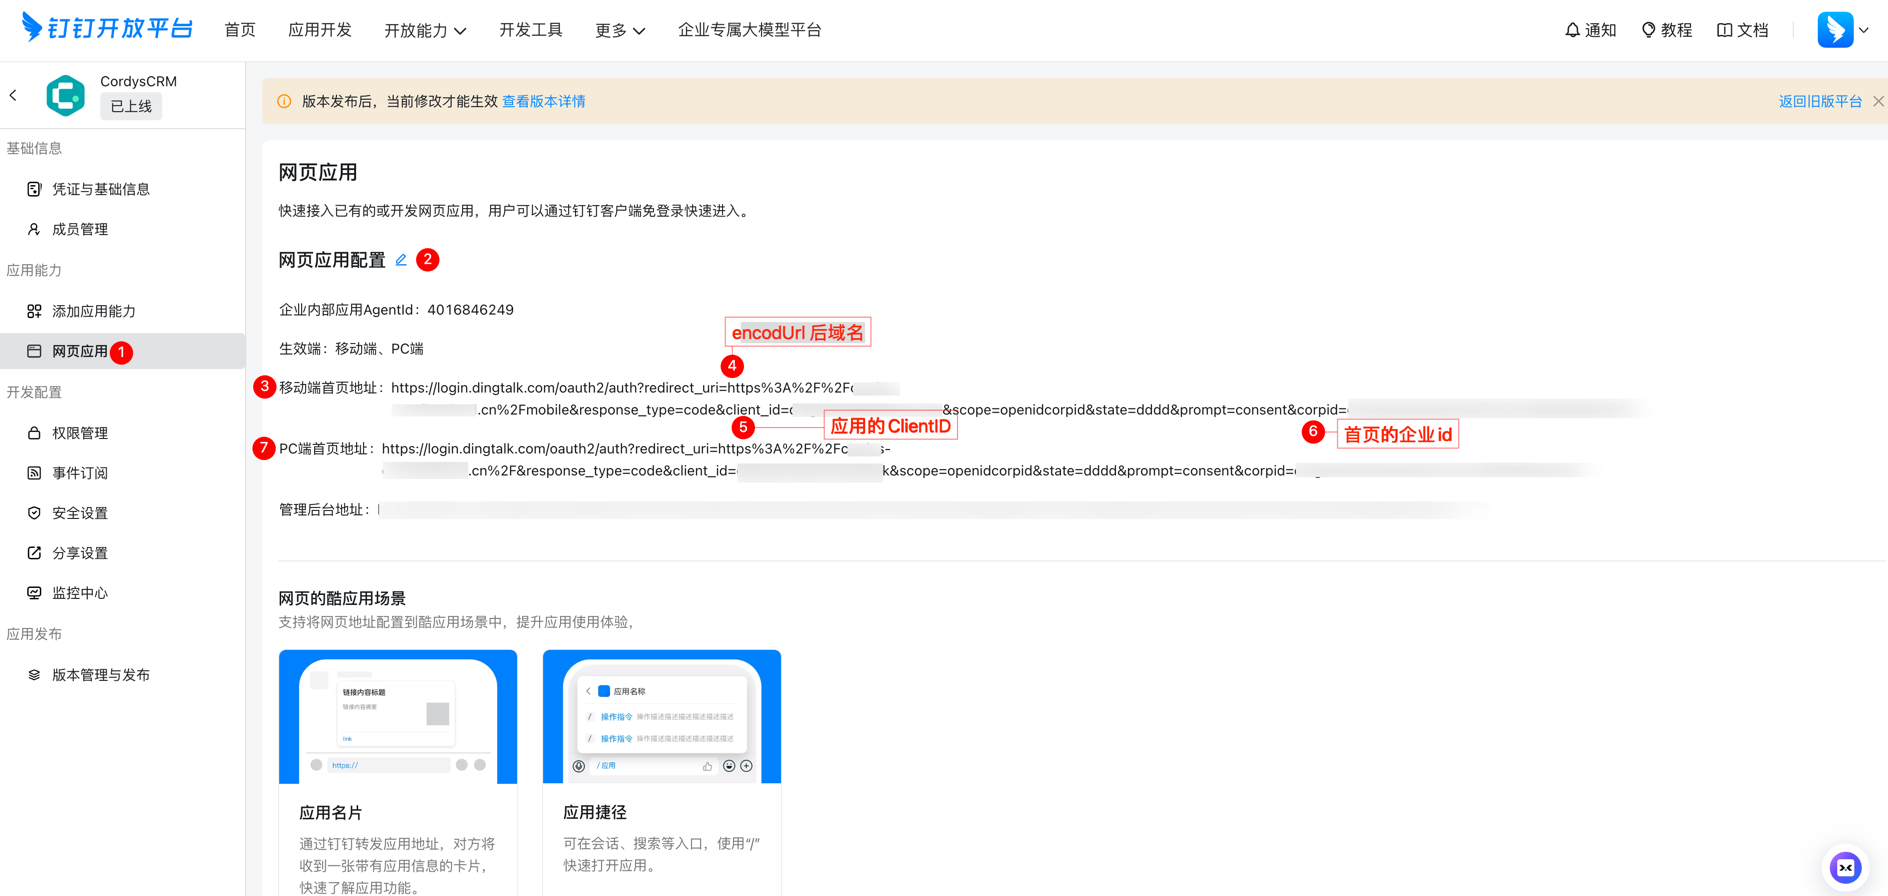 钉钉开放平台
首页
应用开发
开放能力
开发工具
更多
企业专属大模型平台
通知
教程
文档
CordysCRM
已上线
基础信息
凭证与基础信息
成员管理
应用能力
添加应用能力
网页应用 1
开发配置
权限管理
事件订阅
安全设置
分享设置
监控中心
应用发布
版本管理与发布
版本发布后，当前修改才能生效 查看版本详情
返回旧版平台
网页应用
快速接入已有的或开发网页应用，用户可以通过钉钉客户端免登录快速进入。
网页应用配置 2
企业内部应用AgentId：4016846249
encodUrl 后域名
生效端：移动端、PC端
4
3 移动端首页地址：https://login.dingtalk.com/oauth2/auth?redirect_uri=https%3A%2F%2Fc
.cn%2Fmobile&response_type=code&client_id= &scope=openidcorpid&state=dddd&prompt=consent&corpid=
5 应用的ClientID
6 首页的企业id
7 PC端首页地址：https://login.dingtalk.com/oauth2/auth?redirect_uri=https%3A%2F%2Fc s-
.cn%2F&response_type=code&client_id= k&scope=openidcorpid&state=dddd&prompt=consent&corpid=
管理后台地址：
网页的酷应用场景
支持将网页地址配置到酷应用场景中，提升应用使用体验，
链接内容标题
链接内容摘要
link
https://
应用名片
通过钉钉转发应用地址，对方将
收到一张带有应用信息的卡片，
快速了解应用功能。
应用名称
/ 操作指令 操作描述描述描述描述描述描述
/ 操作指令 操作描述描述描述描述描述描述
/ 应用
应用捷径
可在会话、搜索等入口，使用“/”
快速打开应用。